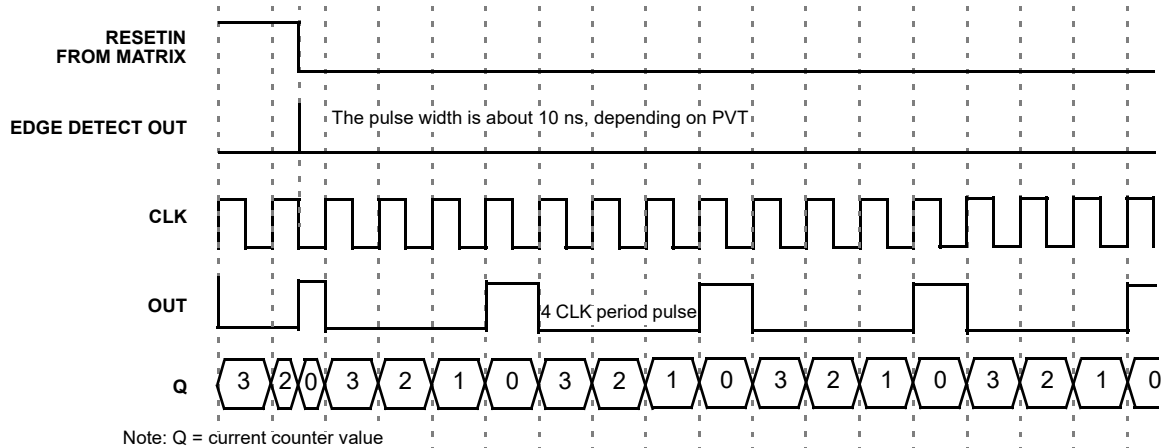 RESETIN
FROM MATRIX
EDGE DETECT OUT
The pulse width is about 10 ns, depending on PVT
CLK
OUT
4 CLK period pulse
Q
3 2 0 3 2 1 0 3 2 1 0 3 2 1 0 3 2 1 0
Note: Q = current counter value